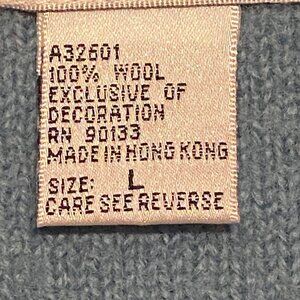 A32601
100% WOOL
EXCLUSIVE OF
DECORATION
RN 90133
MADE IN HONG KONG
SIZE: L
CARE SEE REVERSE